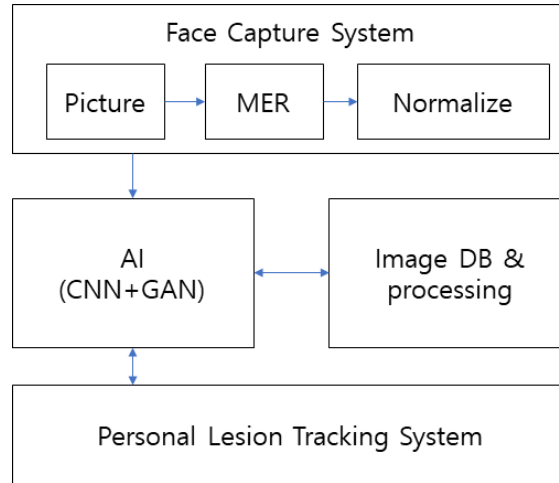 Face Capture System
Picture
MER
Normalize
AI
(CNN+GAN)
Image DB &
processing
Personal Lesion Tracking System